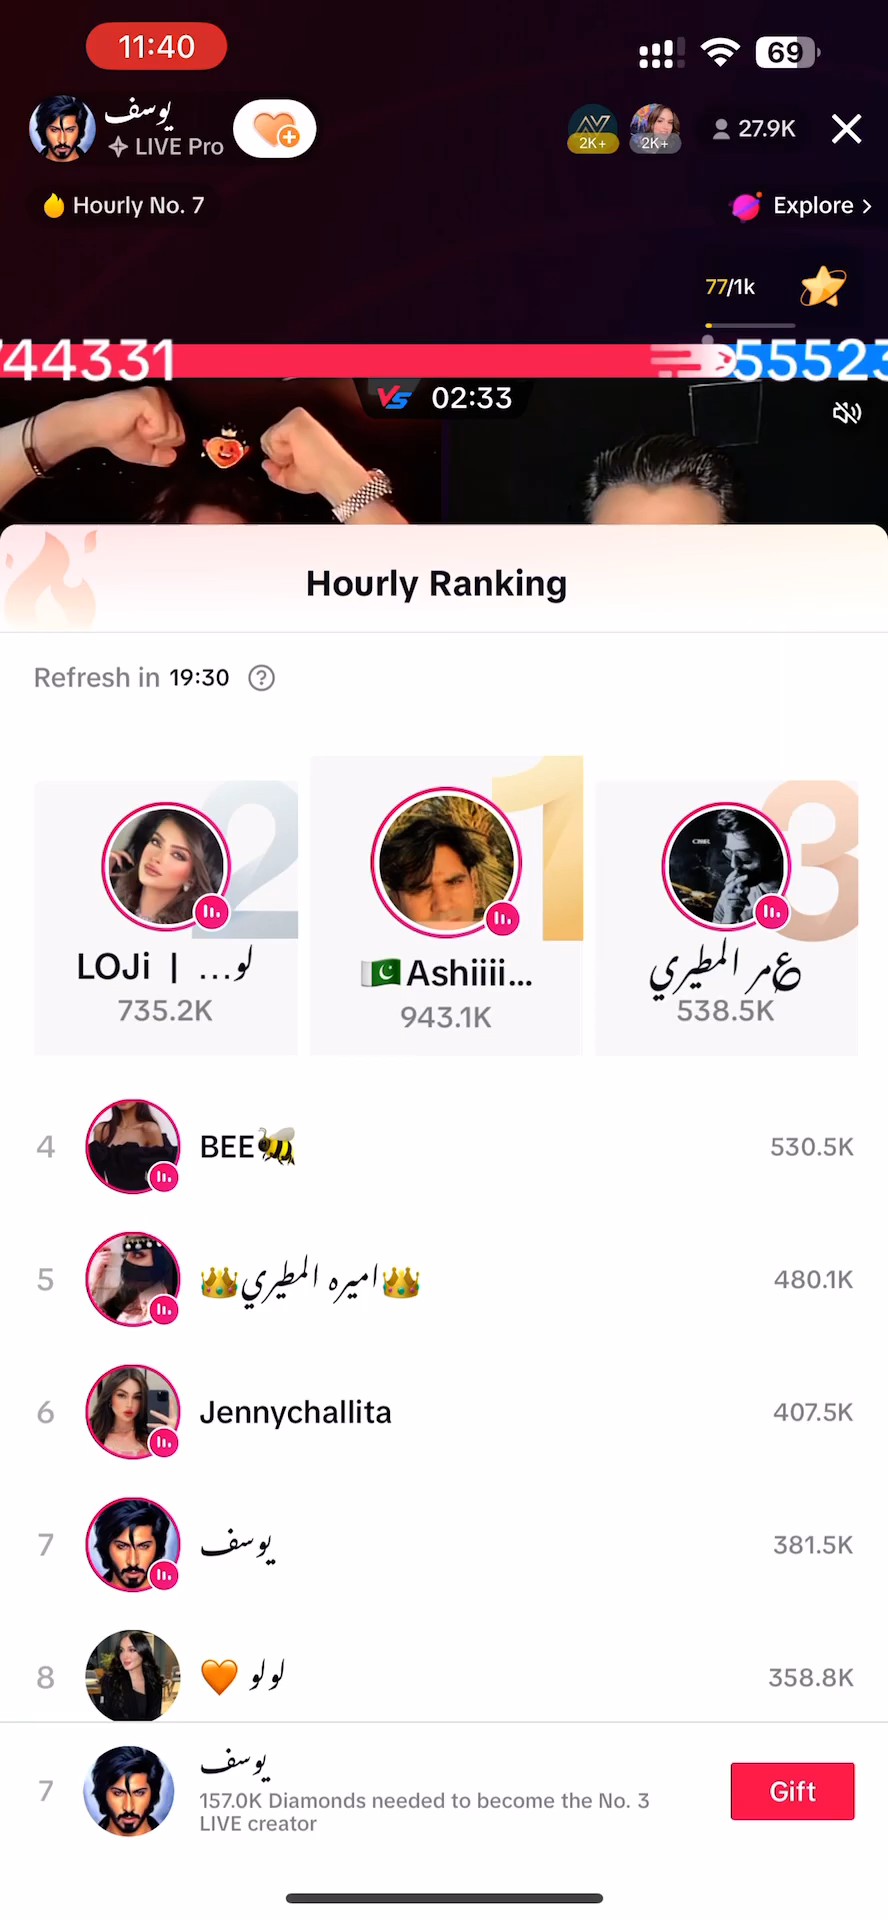 11:40
69
يوسف
LIVE Pro
2K+
2K+
27.9K
Hourly No. 7
Explore
77/1k
44331
55523
VS 02:33
Hourly Ranking
Refresh in 19:30
2
1
3
LOJi | لو...
735.2K
🇵🇰Ashiiii...
943.1K
عمر المطيري
538.5K
4
BEE🐝
530.5K
5
👑اميره المطيري👑
480.1K
6
Jennychallita
407.5K
7
يوسف
381.5K
8
🧡 لولو
358.8K
7
يوسف
157.0K Diamonds needed to become the No. 3
LIVE creator
Gift